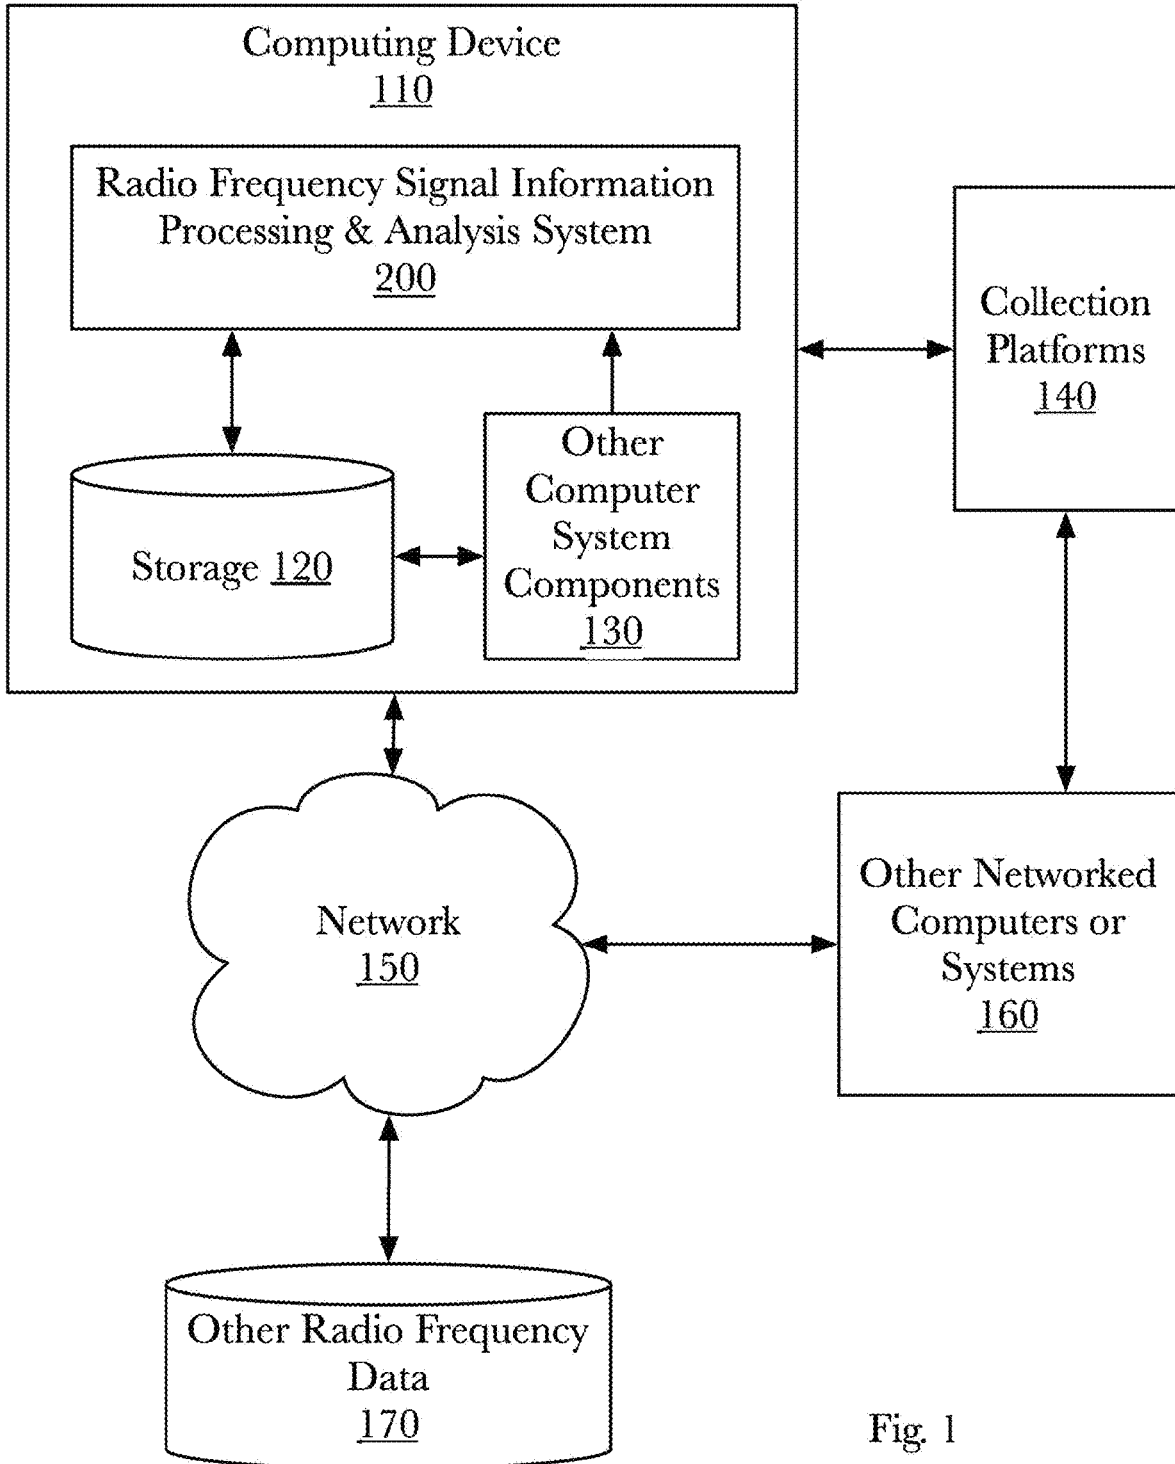 Computing Device
110
Radio Frequency Signal Information
Processing & Analysis System
200
Collection
Platforms
140
Other
Computer
System
Components
130
Storage 120
Network
150
Other Networked
Computers or
Systems
160
Other Radio Frequency
Data
170
Fig. 1